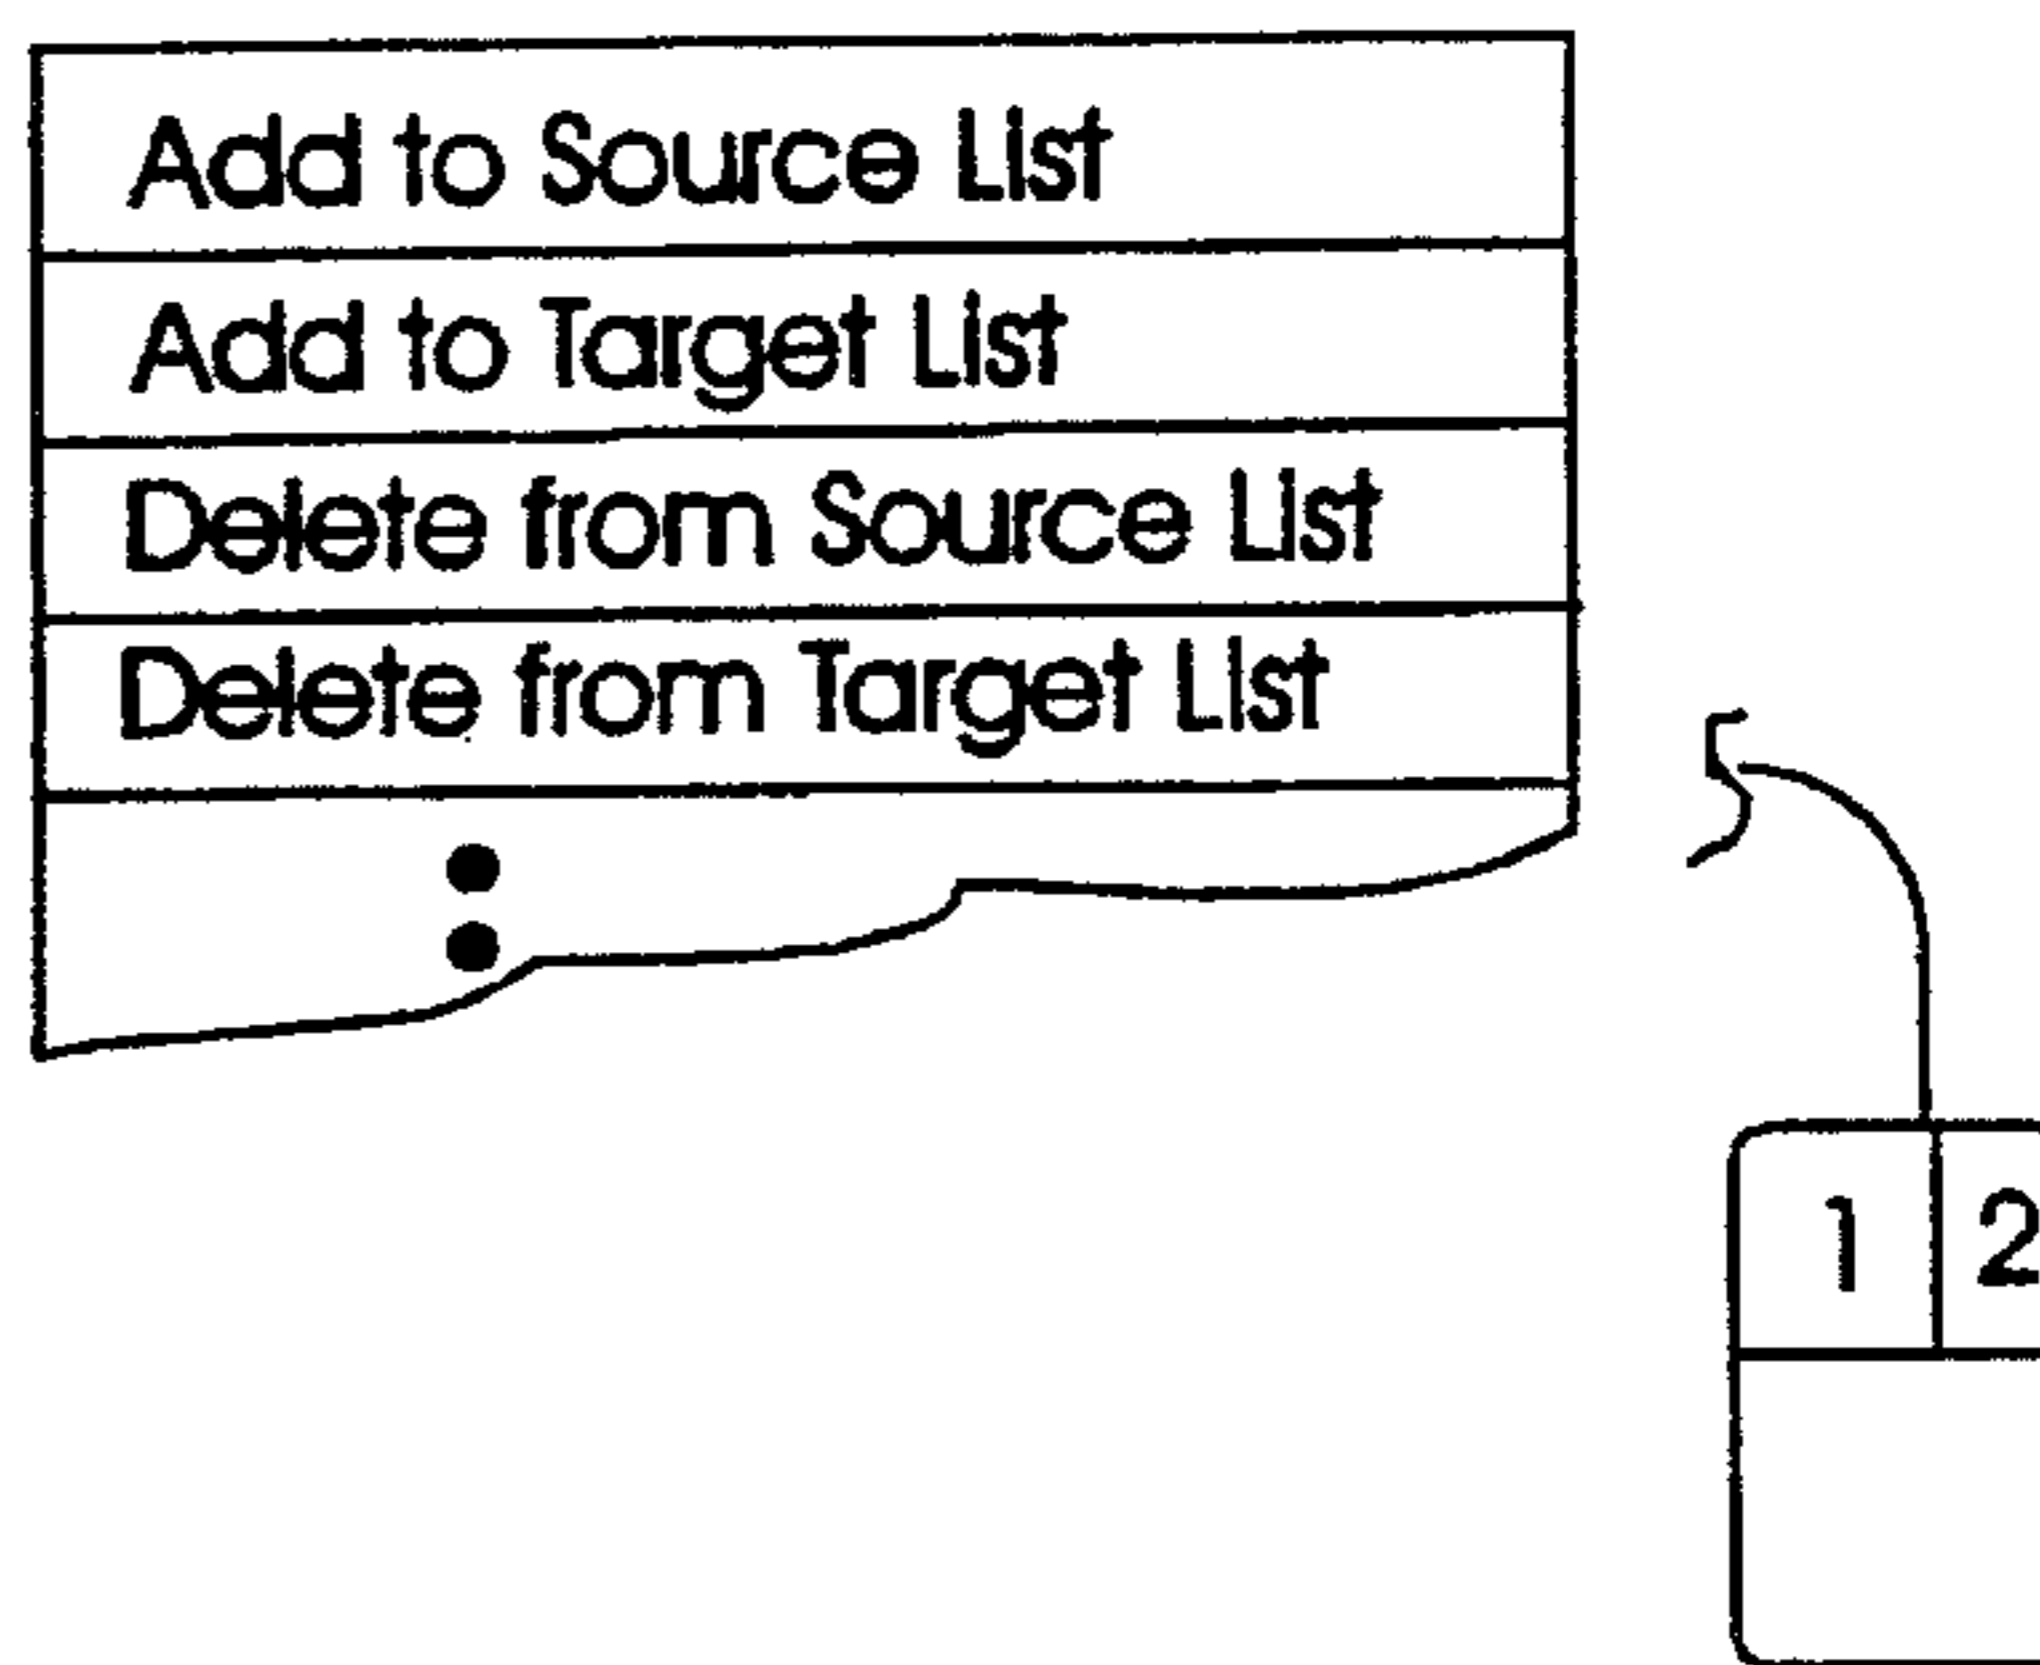 Add to Source List
Add to Target List
Delete from Source List
Delete from Target List
1 2